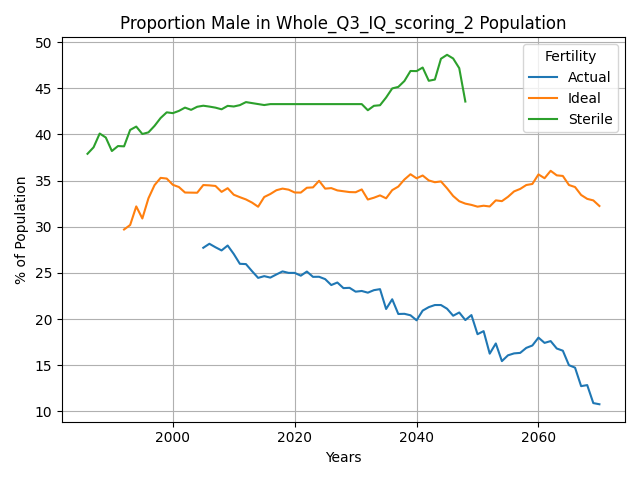 Proportion Male in Whole_Q3_IQ_scoring_2 Population
Fertility
Actual
Ideal
Sterile
% of Population
50
45
40
35
30
25
20
15
10
2000
2020
2040
2060
Years